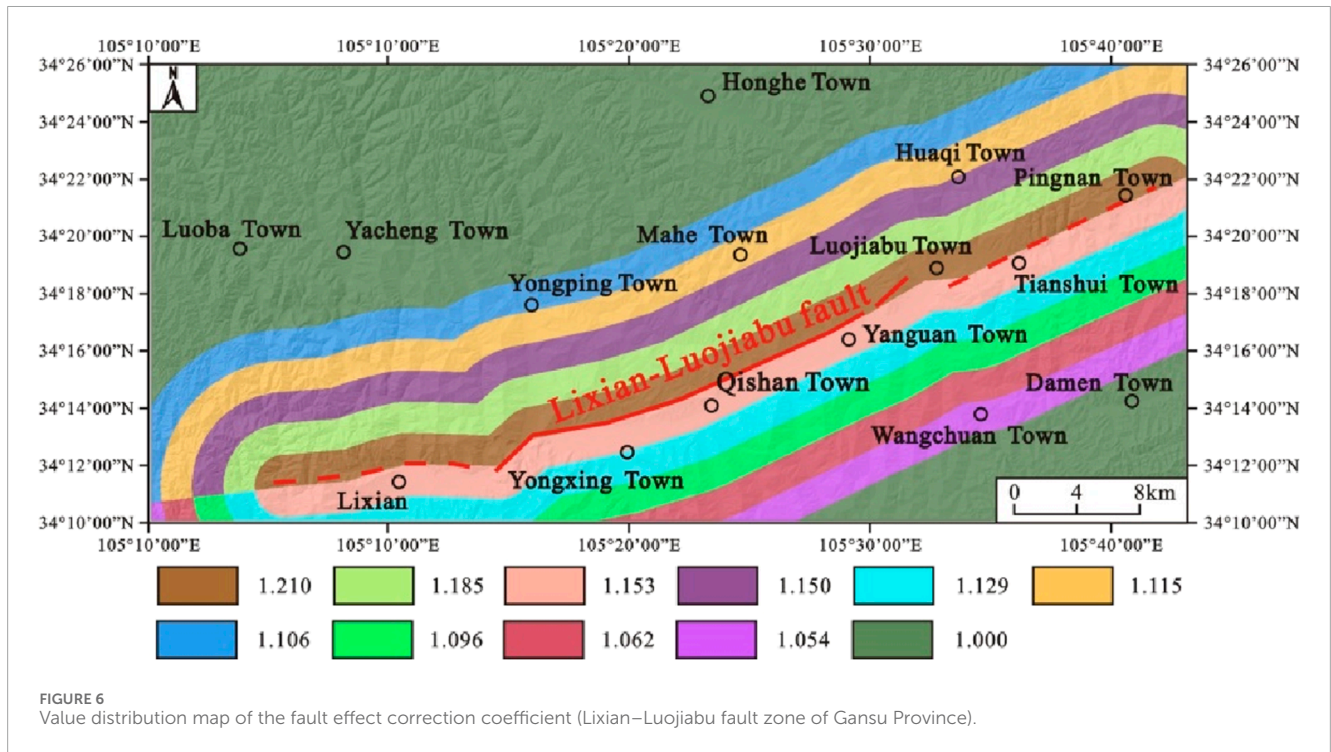 105°10’00”E 105°10’00”E 105°20’00”E 105°30’00”E 105°40’00”E
34°26’00”N 34°26’00”N
N
Honghe Town
34°24’00”N 34°24’00”N
Huaqi Town
34°22’00”N 34°22’00”N
Pingnan Town
Luoba Town Yacheng Town
34°20’00”N 34°20’00”N
Mahe Town Luojiabu Town
Yongping Town Tianshui Town
34°18’00”N 34°18’00”N
Lixian-Luojiabu fault
Yanguan Town
34°16’00”N 34°16’00”N
Qishan Town Damen Town
34°14’00”N 34°14’00”N
Wangchuan Town
34°12’00”N 34°12’00”N
Yongxing Town
Lixian
0 4 8km
34°10’00”N 34°10’00”N
105°10’00”E 105°10’00”E 105°20’00”E 105°30’00”E 105°40’00”E
1.210 1.185 1.153 1.150 1.129 1.115
1.106 1.096 1.062 1.054 1.000
FIGURE 6
Value distribution map of the fault effect correction coefficient (Lixian–Luojiabu fault zone of Gansu Province).